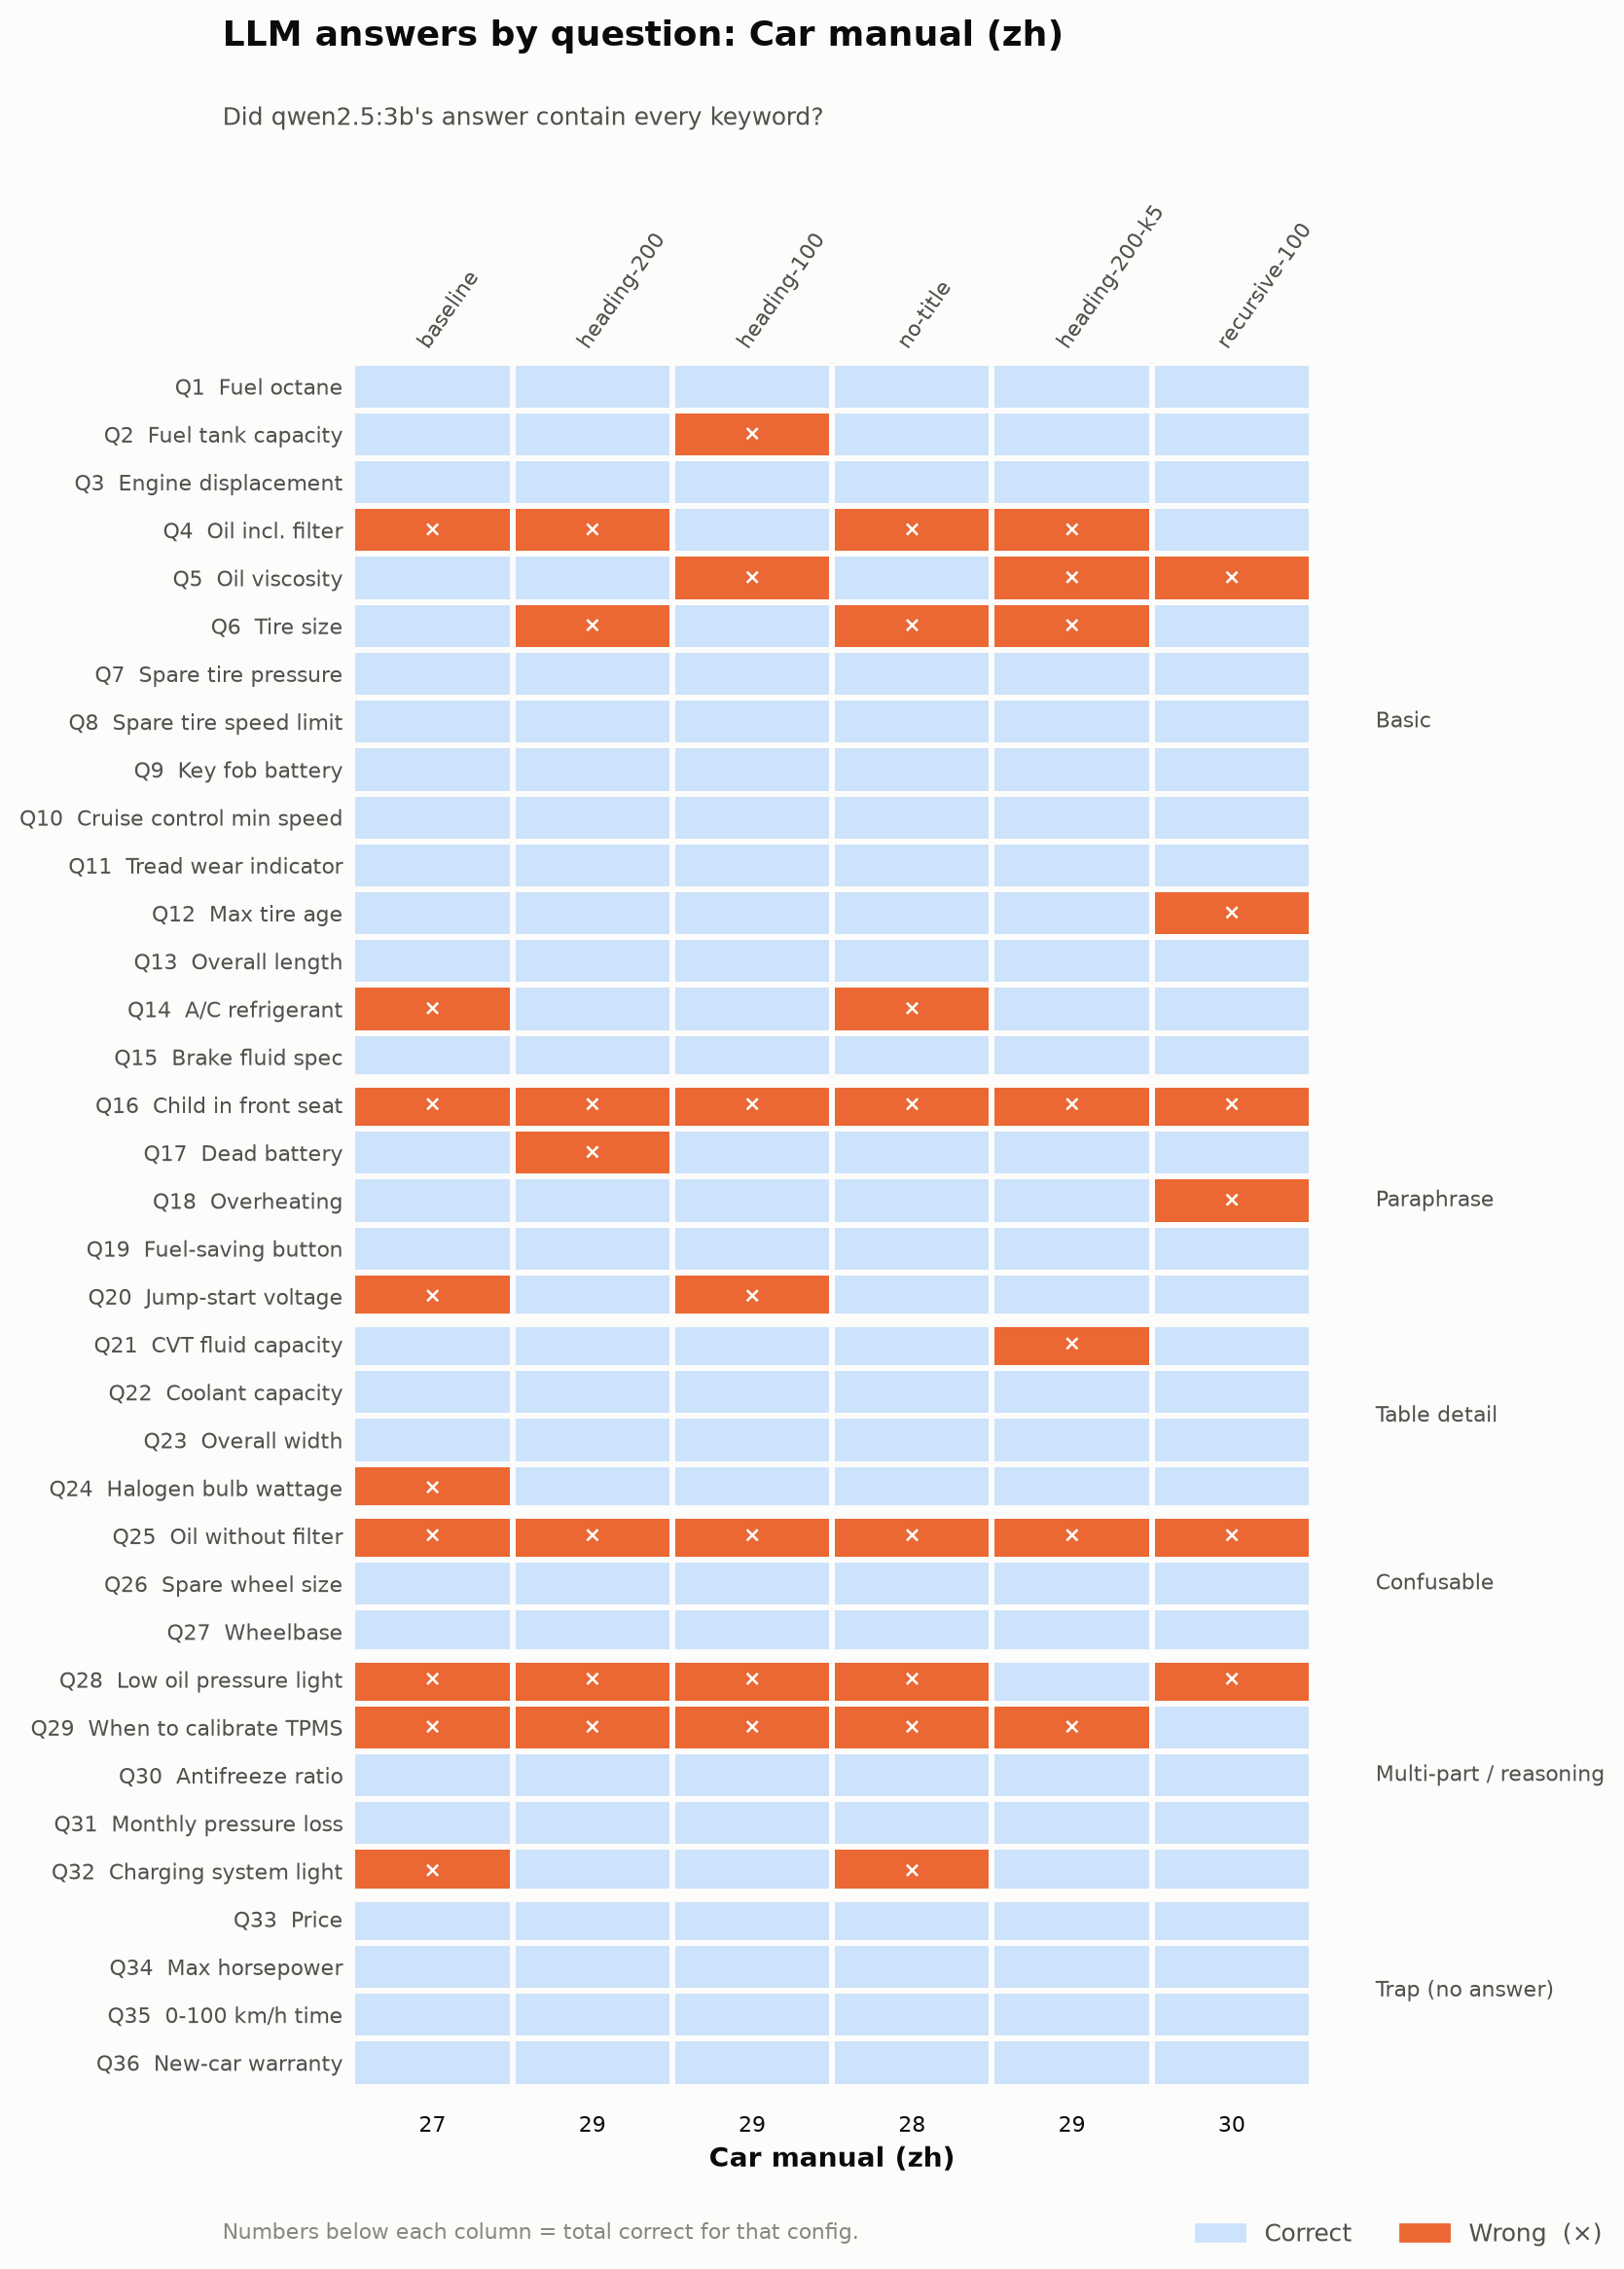 LLM answers by question: Car manual (zh)
Did qwen2.5:3b's answer contain every keyword?
baseline
heading-200
heading-100
no-title
heading-200-k5
recursive-100
Q1 Fuel octane
Q2 Fuel tank capacity ×
Q3 Engine displacement
Q4 Oil incl. filter × × × ×
Q5 Oil viscosity × × ×
Q6 Tire size × × ×
Q7 Spare tire pressure
Q8 Spare tire speed limit
Basic
Q9 Key fob battery
Q10 Cruise control min speed
Q11 Tread wear indicator
Q12 Max tire age ×
Q13 Overall length
Q14 A/C refrigerant × ×
Q15 Brake fluid spec
Q16 Child in front seat × × × × × ×
Q17 Dead battery ×
Q18 Overheating ×
Paraphrase
Q19 Fuel-saving button
Q20 Jump-start voltage × ×
Q21 CVT fluid capacity ×
Q22 Coolant capacity
Table detail
Q23 Overall width
Q24 Halogen bulb wattage ×
Q25 Oil without filter × × × × × ×
Q26 Spare wheel size
Confusable
Q27 Wheelbase
Q28 Low oil pressure light × × × × ×
Q29 When to calibrate TPMS × × × × ×
Q30 Antifreeze ratio
Multi-part / reasoning
Q31 Monthly pressure loss
Q32 Charging system light × ×
Q33 Price
Q34 Max horsepower
Trap (no answer)
Q35 0-100 km/h time
Q36 New-car warranty
27 29 29 28 29 30
Car manual (zh)
Numbers below each column = total correct for that config.
Correct
Wrong (×)